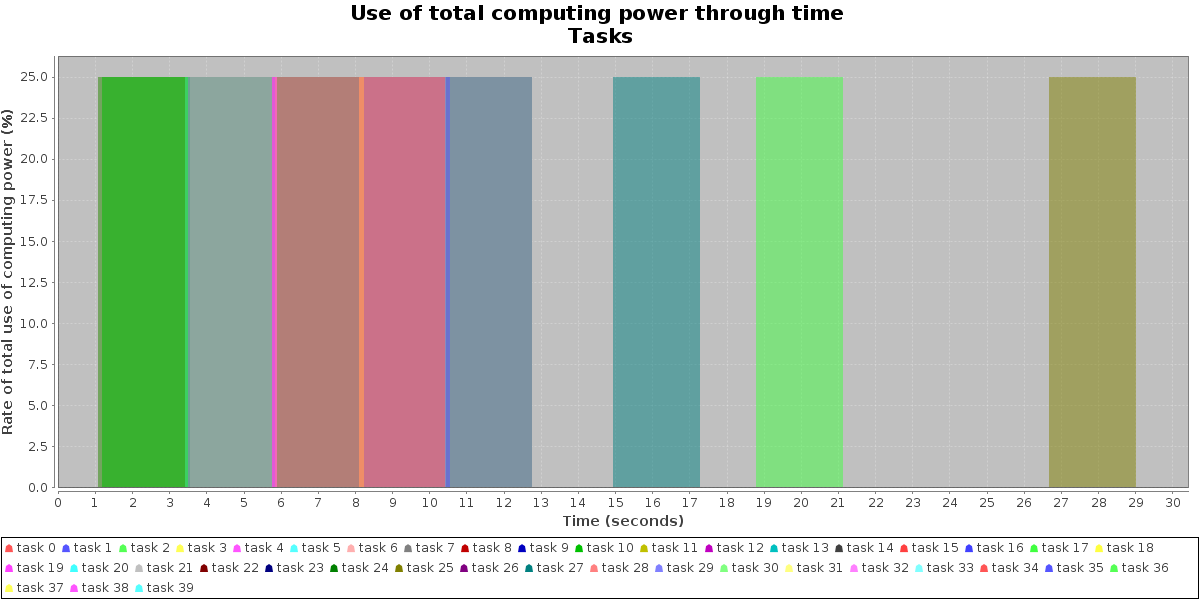 Use of total computing power through time
Tasks
Rate of total use of computing power (%)
25.0
22.5
20.0
17.5
15.0
12.5
10.0
7.5
5.0
2.5
0.0
0 1 2 3 4 5 6 7 8 9 10 11 12 13 14 15 16 17 18 19 20 21 22 23 24 25 26 27 28 29 30
Time (seconds)
task 0 task 1 task 2 task 3 task 4 task 5 task 6 task 7 task 8 task 9 task 10 task 11 task 12 task 13 task 14 task 15 task 16 task 17 task 18
task 19 task 20 task 21 task 22 task 23 task 24 task 25 task 26 task 27 task 28 task 29 task 30 task 31 task 32 task 33 task 34 task 35 task 36
task 37 task 38 task 39